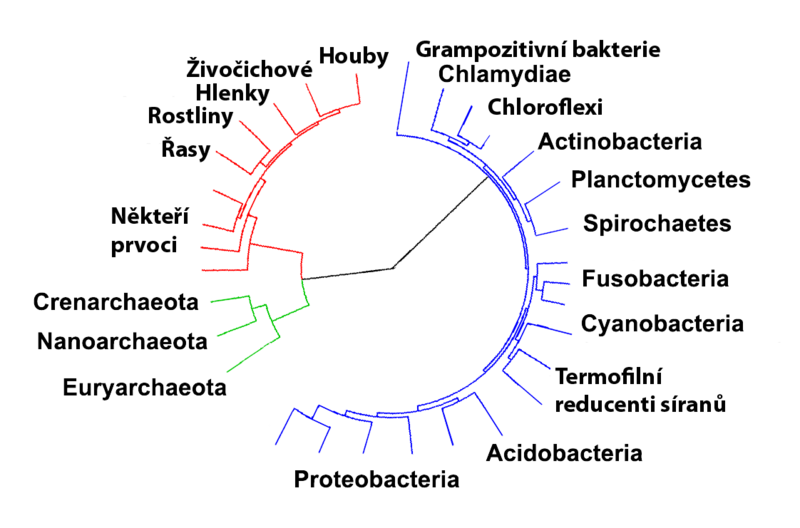 Houby
Živočichové
Hlenky
Rostliny
Řasy
Někteří
prvoci
Crenarchaeota
Nanoarchaeota
Euryarchaeota
Grampozitivní bakterie
Chlamydiae
Chloroflexi
Actinobacteria
Planctomycetes
Spirochaetes
Fusobacteria
Cyanobacteria
Termofilní
reducenti síranů
Acidobacteria
Proteobacteria